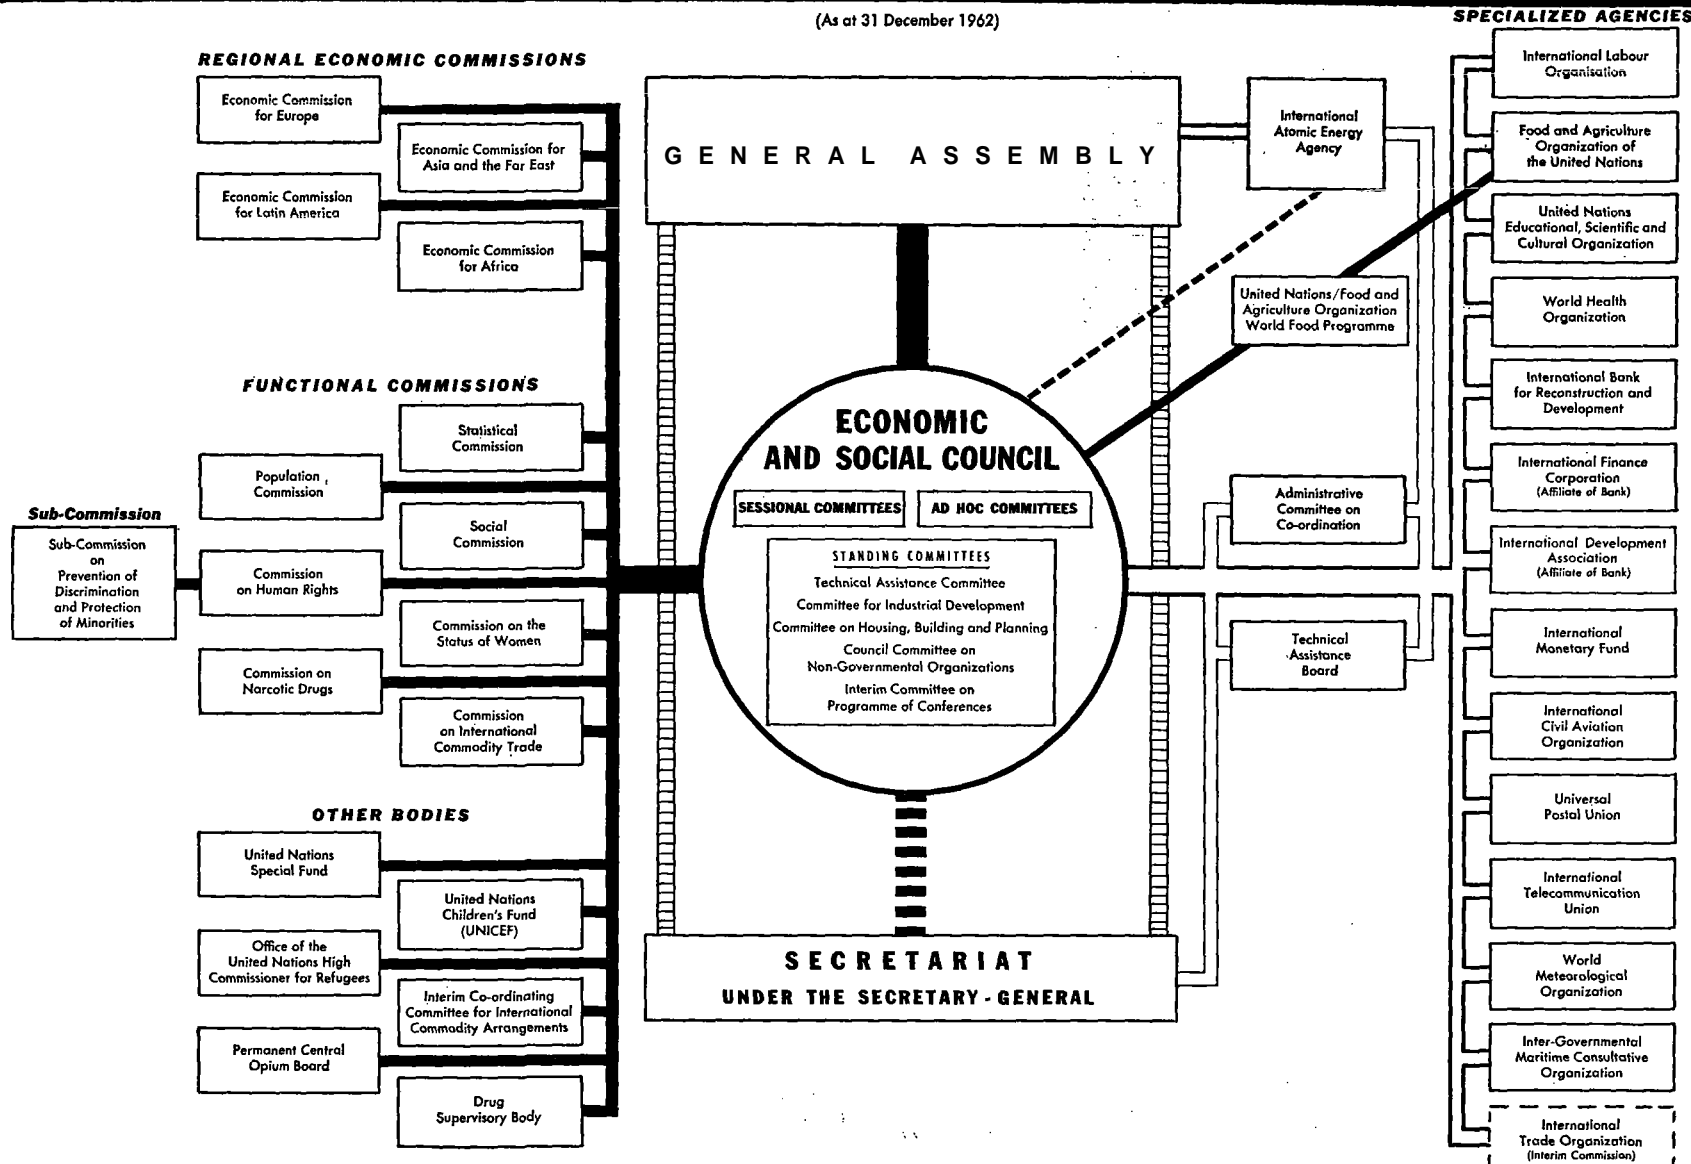 (As at 31 December 1962)
SPECIALIZED AGENCIES
REGIONAL ECONOMIC COMMISSIONS
Economic Commission
for Europe
Economic Commission for
Asia and the Far East
Economic Commission
for Latin America
Economic Commission
for Africa
FUNCTIONAL COMMISSIONS
Statistical
Commission
Population
Commission
Social
Commission
Sub-Commission
Sub-Commission
on
Prevention of
Discrimination
and Protection
of Minorities
Commission
on Human Rights
Commission on the
Status of Women
Commission on
Narcotic Drugs
Commission
on International
Commodity Trade
OTHER BODIES
United Nations
Special Fund
United Nations
Children's Fund
(UNICEF)
Office of the
United Nations High
Commissioner for Refugees
Interim Co-ordinating
Committee for International
Commodity Arrangements
Permanent Central
Opium Board
Drug
Supervisory Body
GENERAL ASSEMBLY
ECONOMIC
AND SOCIAL COUNCIL
SESSIONAL COMMITTEES
AD HOC COMMITTEES
STANDING COMMITTEES
Technical Assistance Committee
Committee for Industrial Development
Committee on Housing, Building and Planning
Council Committee on
Non-Governmental Organizations
Interim Committee on
Programme of Conferences
SECRETARIAT
UNDER THE SECRETARY-GENERAL
International
Atomic Energy
Agency
United Nations/Food and
Agriculture Organization
World Food Programme
Administrative
Committee on
Co-ordination
Technical
Assistance
Board
International Labour
Organisation
Food and Agriculture
Organization of
the United Nations
United Nations
Educational, Scientific and
Cultural Organization
World Health
Organization
International Bank
for Reconstruction and
Development
International Finance
Corporation
(Affiliate of Bank)
International Development
Association
(Affiliate of Bank)
International
Monetary Fund
International
Civil Aviation
Organization
Universal
Postal Union
International
Telecommunication
Union
World
Meteorological
Organization
Inter-Governmental
Maritime Consultative
Organization
International
Trade Organization
(Interim Commission)